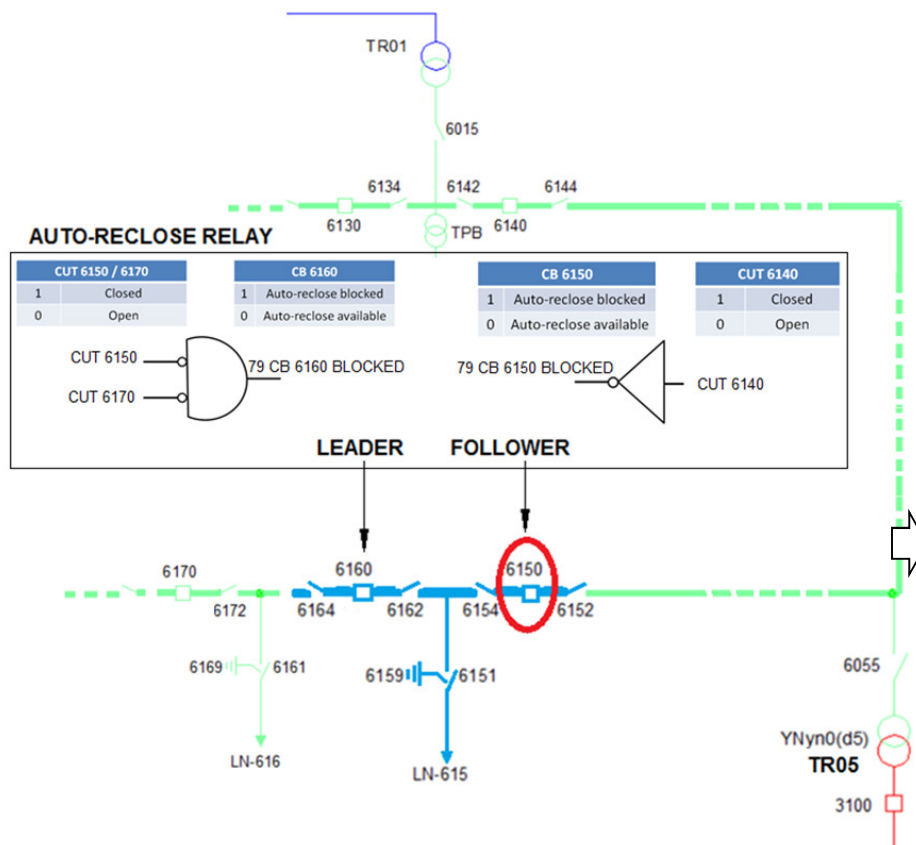 TR01
6015
6134
6142
6144
6130
TPB
6140
AUTO-RECLOSE RELAY
CUT 6150 / 6170
1 Closed
0 Open
CB 6160
1 Auto-reclose blocked
0 Auto-reclose available
CB 6150
1 Auto-reclose blocked
0 Auto-reclose available
CUT 6140
1 Closed
0 Open
CUT 6150
CUT 6170
79 CB 6160 BLOCKED
79 CB 6150 BLOCKED
CUT 6140
LEADER
FOLLOWER
6170
6160
6150
6172
6164
6162
6154
6152
6169
6161
6159
6151
6055
LN-616
LN-615
YNyn0(d5)
TR05
3100